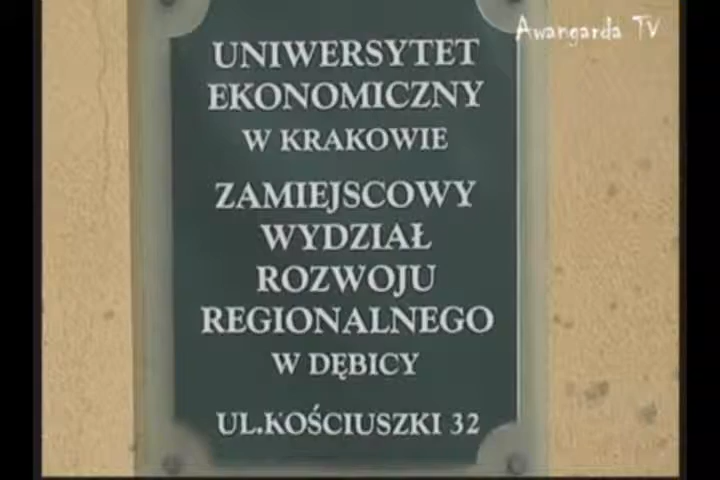 Awangarda TV
UNIWERSYTET
EKONOMICZNY
W KRAKOWIE
ZAMIEJSCOWY
WYDZIAŁ
ROZWOJU
REGIONALNEGO
W DĘBICY
UL.KOŚCIUSZKI 32